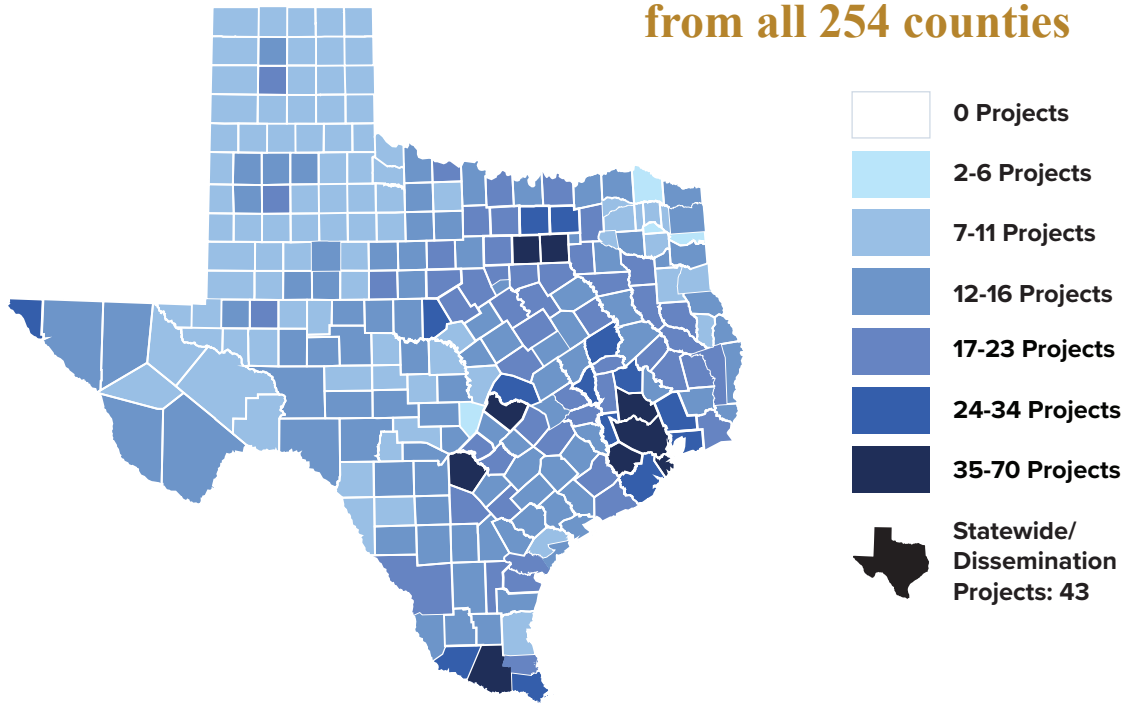 from all 254 counties
0 Projects
2-6 Projects
7-11 Projects
12-16 Projects
17-23 Projects
24-34 Projects
35-70 Projects
Statewide/
Dissemination
Projects: 43